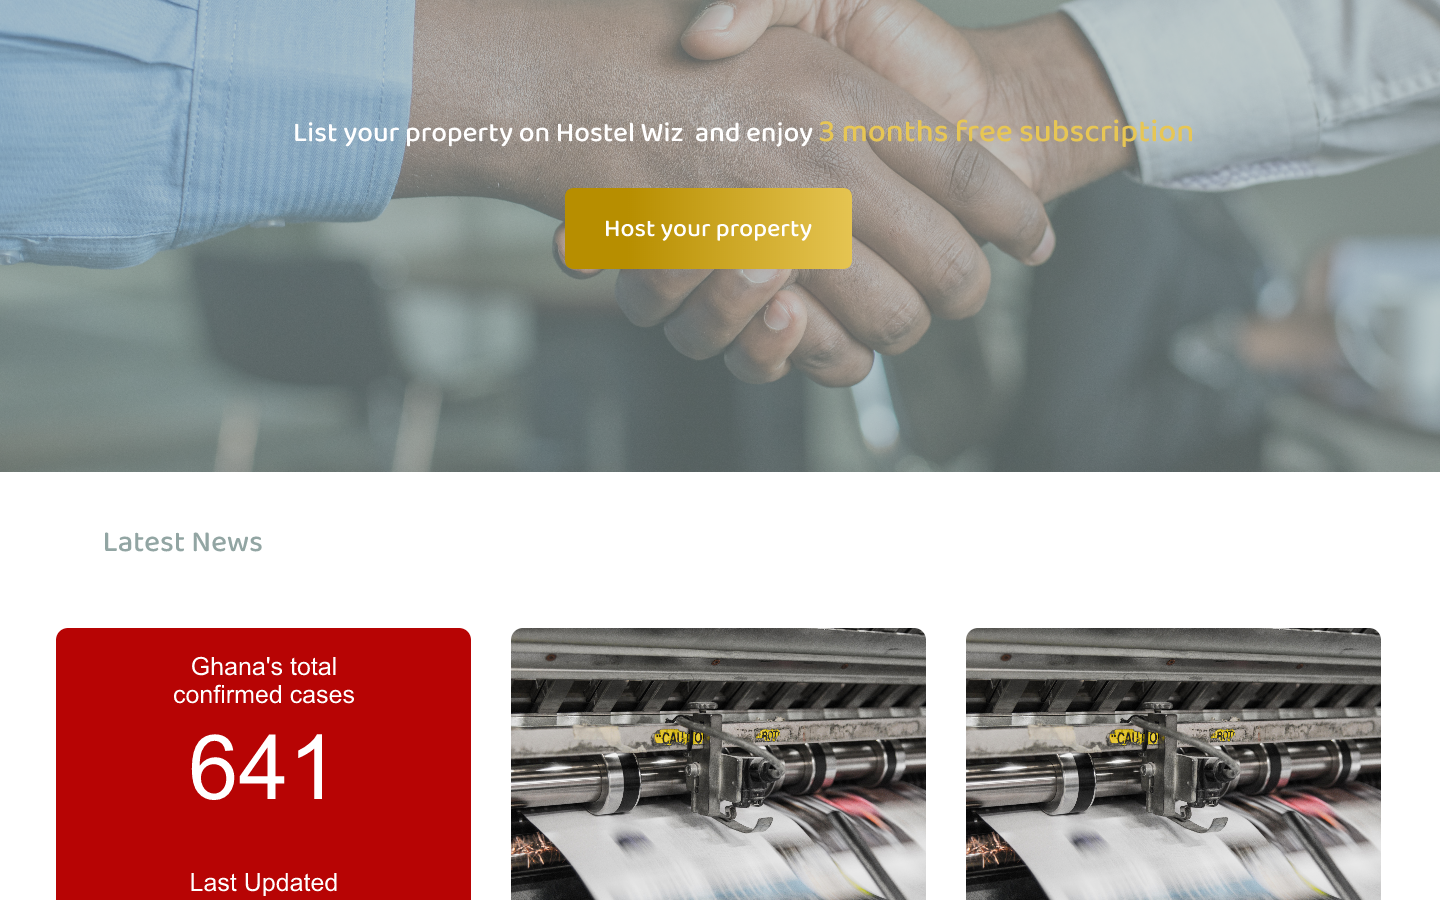 List your property on Hostel Wiz and enjoy 3 months free subscription
Host your property
Latest News
Ghana's total
confirmed cases
641
Last Updated